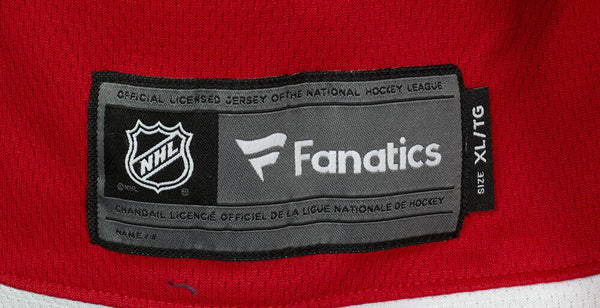 OFFICIAL LICENSED JERSEY OF THE NATIONAL HOCKEY LEAGUE
NHL
©NHL ®
Fanatics
CHANDAIL LICENCIÉ OFFICIEL DE LA LIGUE NATIONALE DE HOCKEY
NAME / #
SIZE XL/TG